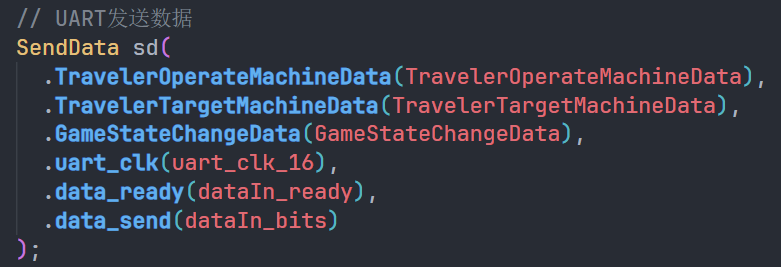 // UART发送数据
SendData sd(
.TravelerOperateMachineData(TravelerOperateMachineData),
.TravelerTargetMachineData(TravelerTargetMachineData),
.GameStateChangeData(GameStateChangeData),
.uart_clk(uart_clk_16),
.data_ready(dataIn_ready),
.data_send(dataIn_bits)
);